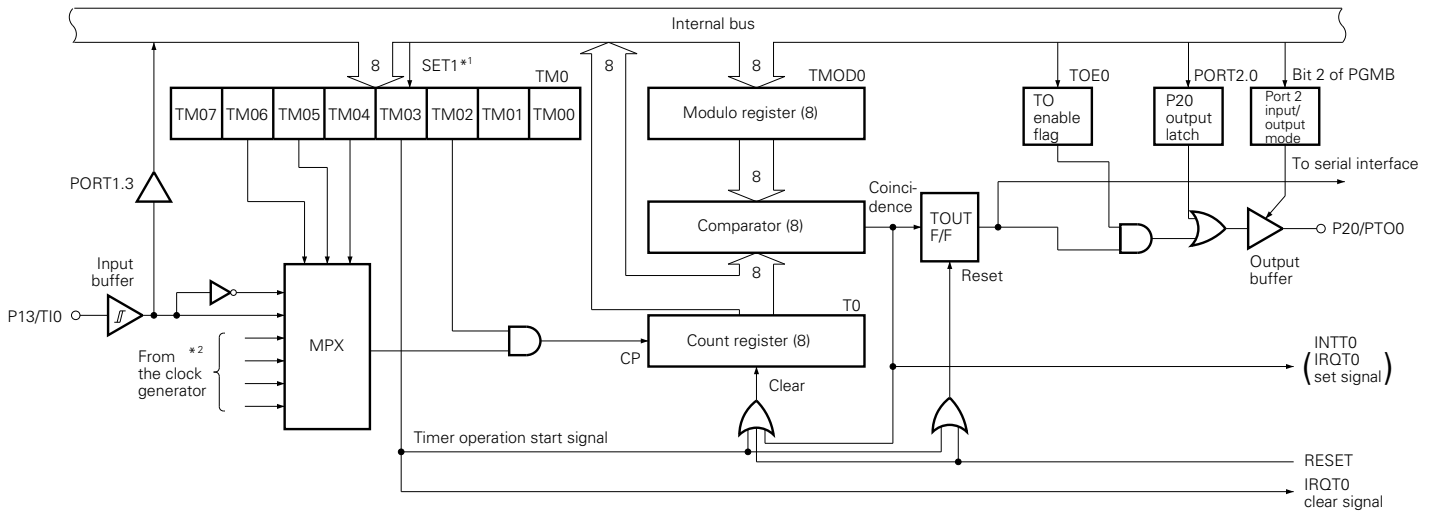 Internal bus
8
SET1*1
TM0
8
8
TMOD0
TOE0
PORT2.0
Bit 2 of PGMB
TM07
TM06
TM05
TM04
TM03
TM02
TM01
TM00
Modulo register (8)
TO
enable
flag
P20
output
latch
Port 2
input/
output
mode
To serial interface
PORT1.3
8
Coinci-
dence
Comparator (8)
TOUT
F/F
P20/PTO0
Output
buffer
Input
buffer
8
Reset
P13/TI0
T0
MPX
Count register (8)
CP
From *2
the clock
generator
Clear
INTT0
(IRQT0)
set signal
Timer operation start signal
RESET
IRQT0
clear signal